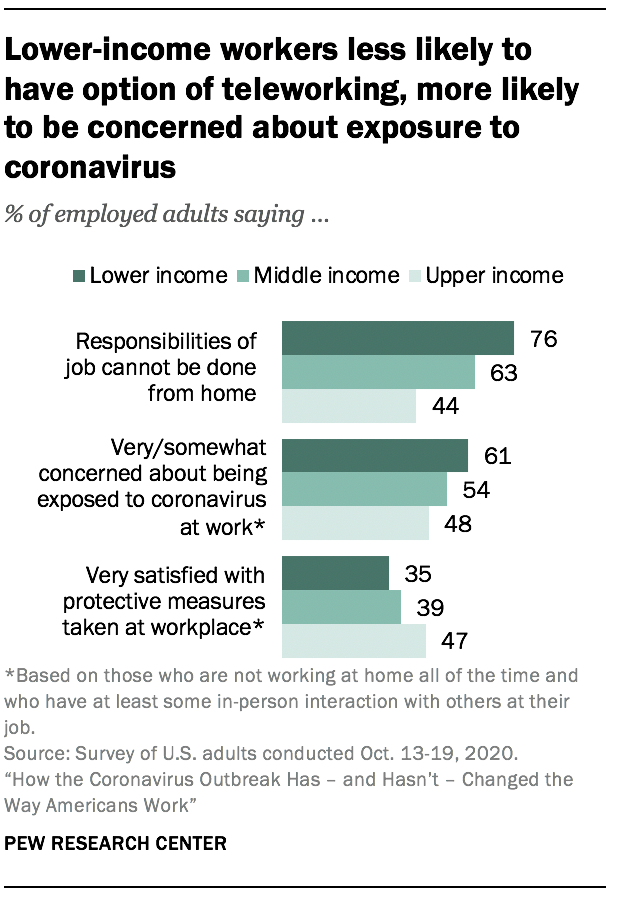 Lower-income workers less likely to
have option of teleworking, more likely
to be concerned about exposure to
coronavirus
% of employed adults saying ...
Lower income Middle income Upper income
Responsibilities of
job cannot be done
from home
76
63
44
Very/somewhat
concerned about being
exposed to coronavirus
at work*
61
54
48
Very satisfied with
protective measures
taken at workplace*
35
39
47
*Based on those who are not working at home all of the time and
who have at least some in-person interaction with others at their
job.
Source: Survey of U.S. adults conducted Oct. 13-19, 2020.
“How the Coronavirus Outbreak Has – and Hasn’t – Changed the
Way Americans Work”
PEW RESEARCH CENTER